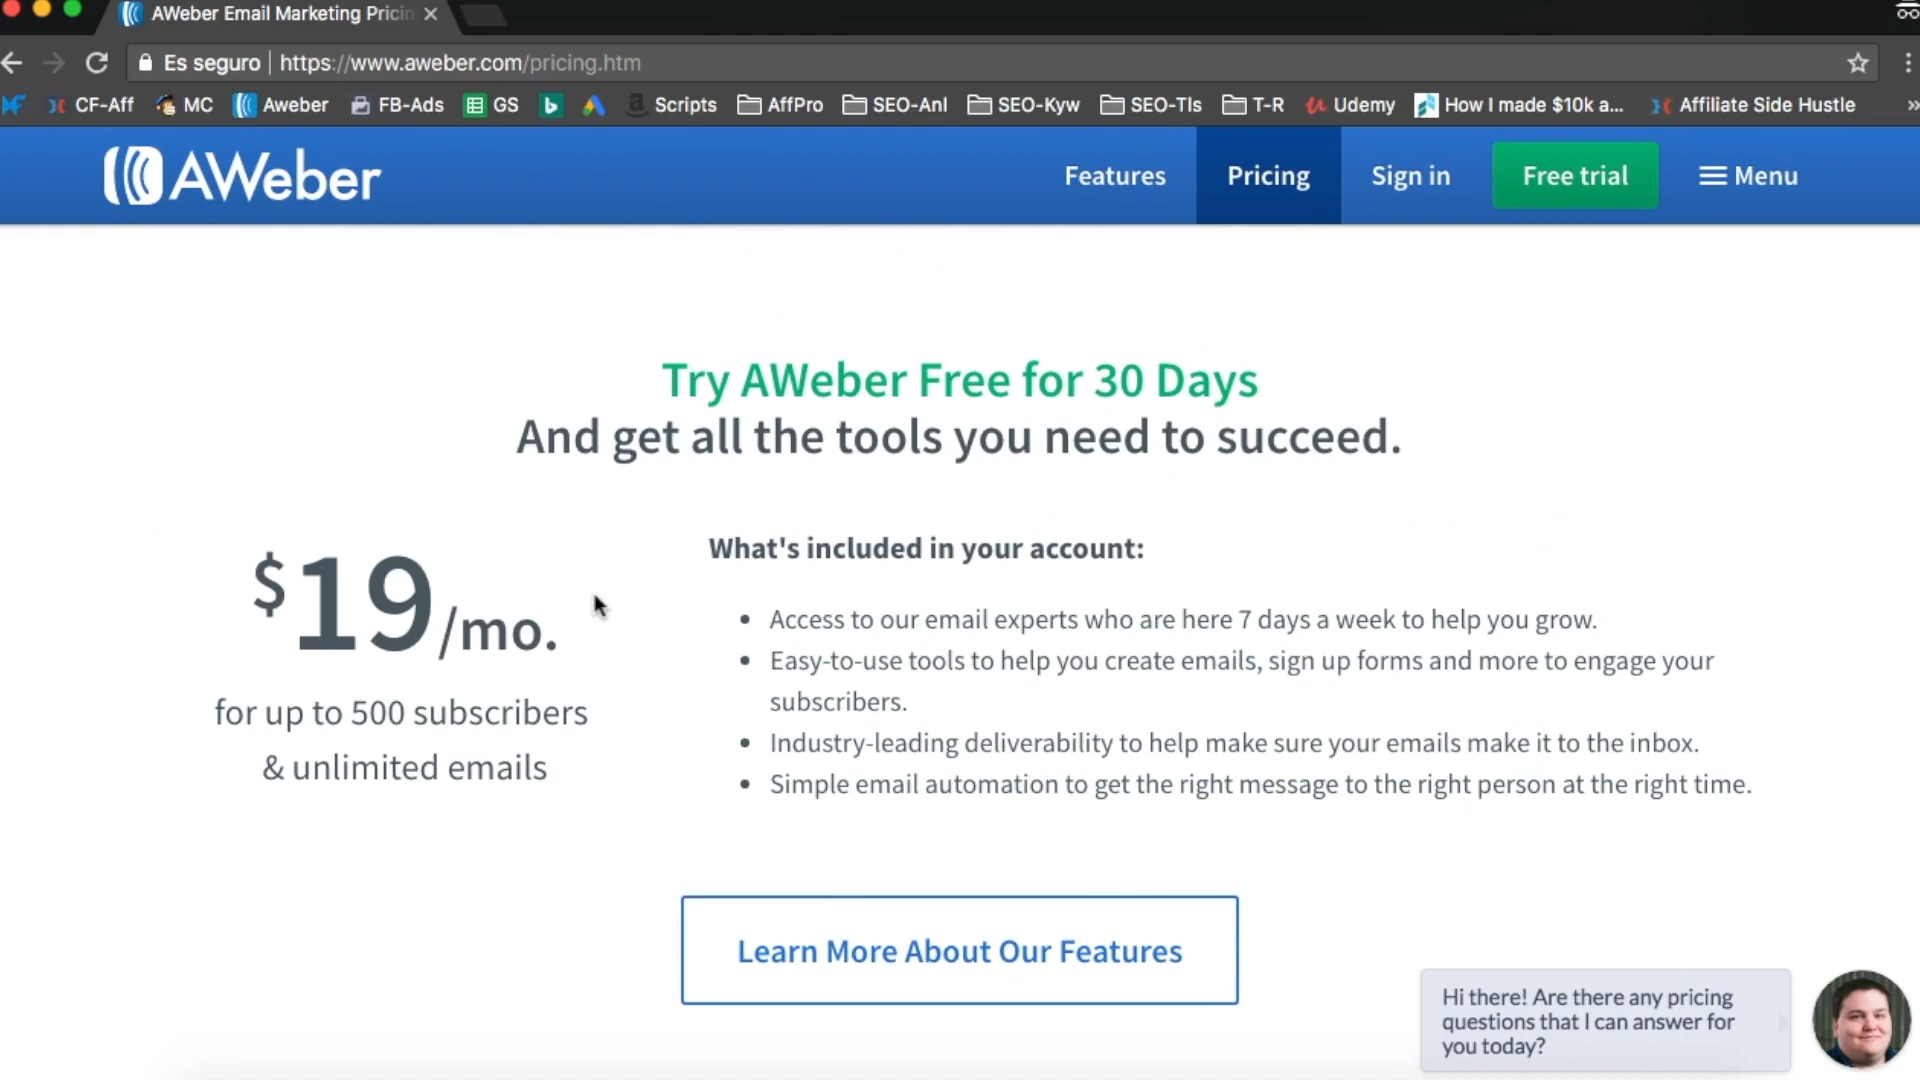 AWeber Email Marketing Pricin
Es seguro | https://www.aweber.com/pricing.htm
CF-Aff MC Aweber FB-Ads GS Scripts AffPro SEO-Anl SEO-Kyw SEO-Tls T-R Udemy How I made $10k a... Affiliate Side Hustle »
AWeber Features Pricing Sign in Free trial Menu
Try AWeber Free for 30 Days
And get all the tools you need to succeed.
$19/mo.
for up to 500 subscribers
& unlimited emails
What's included in your account:
• Access to our email experts who are here 7 days a week to help you grow.
• Easy-to-use tools to help you create emails, sign up forms and more to engage your
subscribers.
• Industry-leading deliverability to help make sure your emails make it to the inbox.
• Simple email automation to get the right message to the right person at the right time.
Learn More About Our Features
Hi there! Are there any pricing
questions that I can answer for
you today?